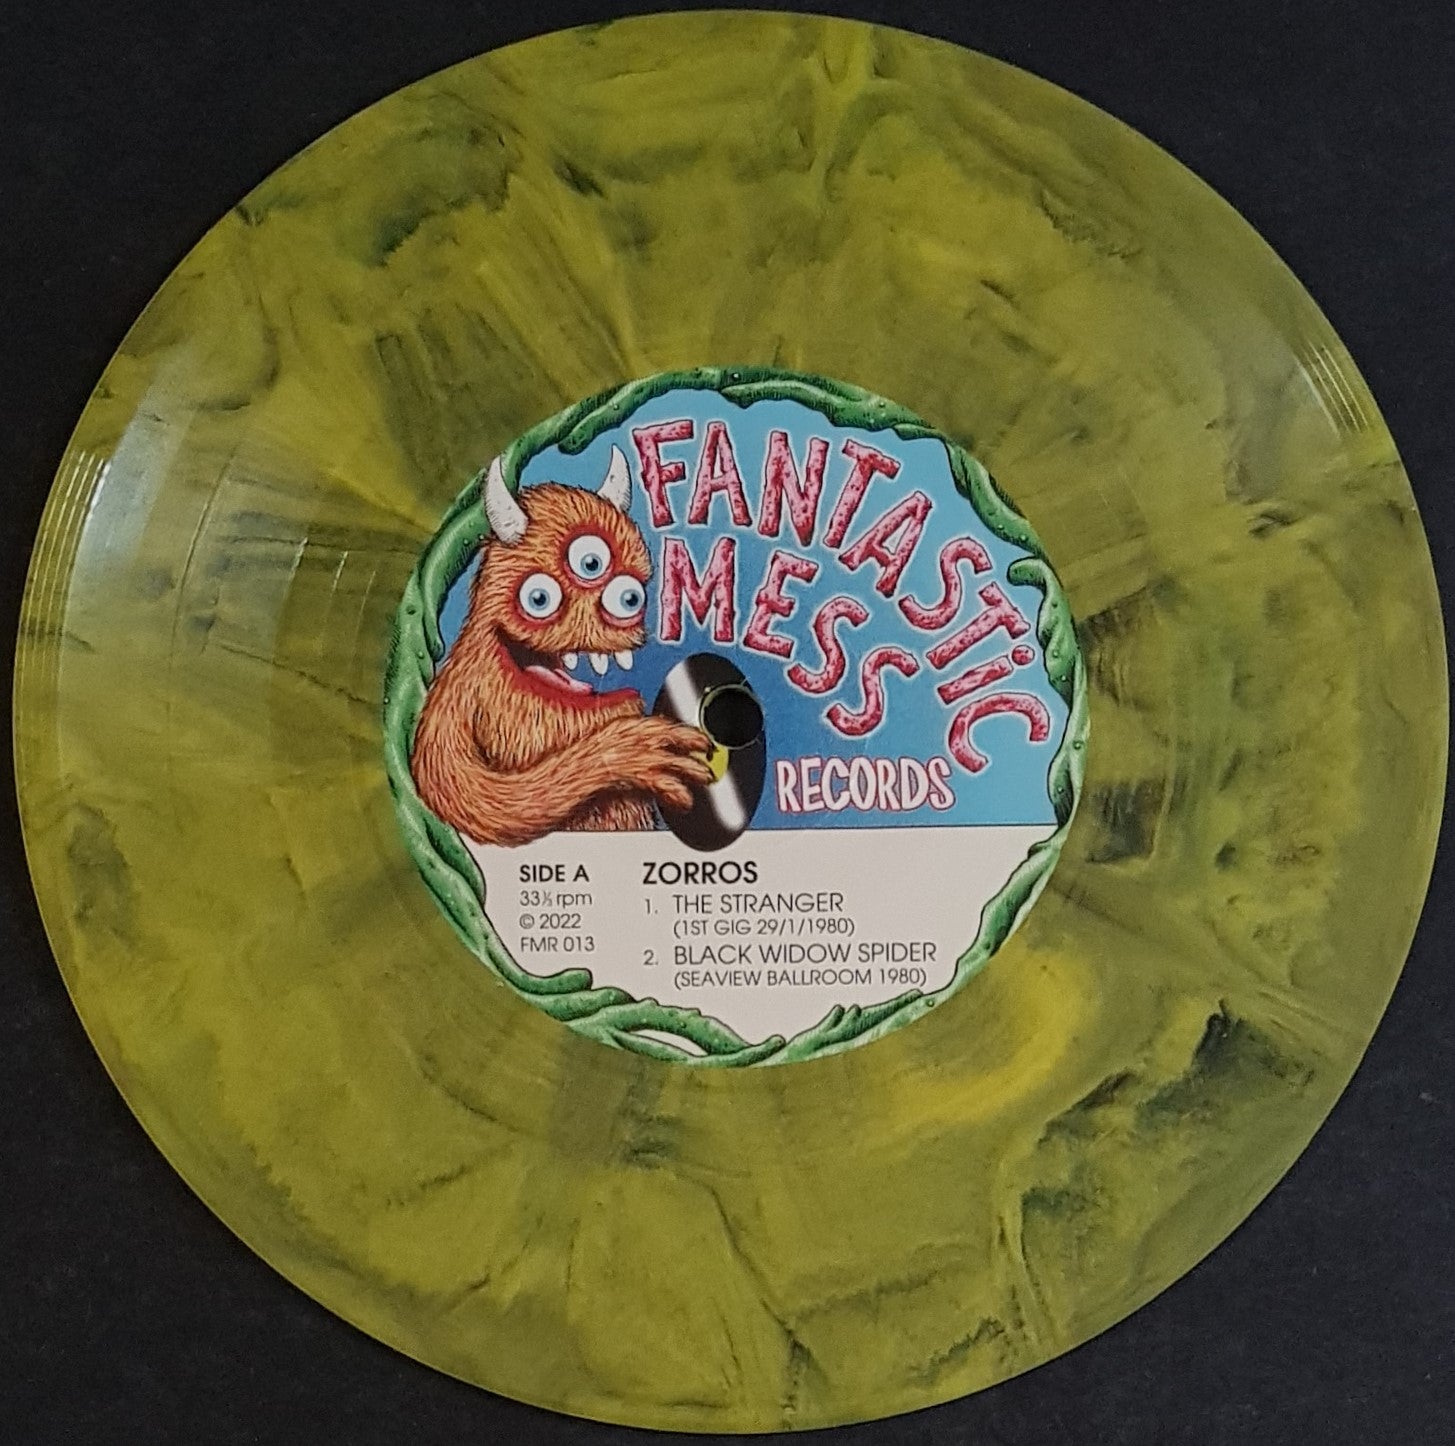 FANTASTiC
MESS
RECORDS
SIDE A
33⅓ rpm
© 2022
FMR 013
ZORROS
1. THE STRANGER
(1ST GIG 29/1/1980)
2. BLACK WIDOW SPIDER
(SEAVIEW BALLROOM 1980)